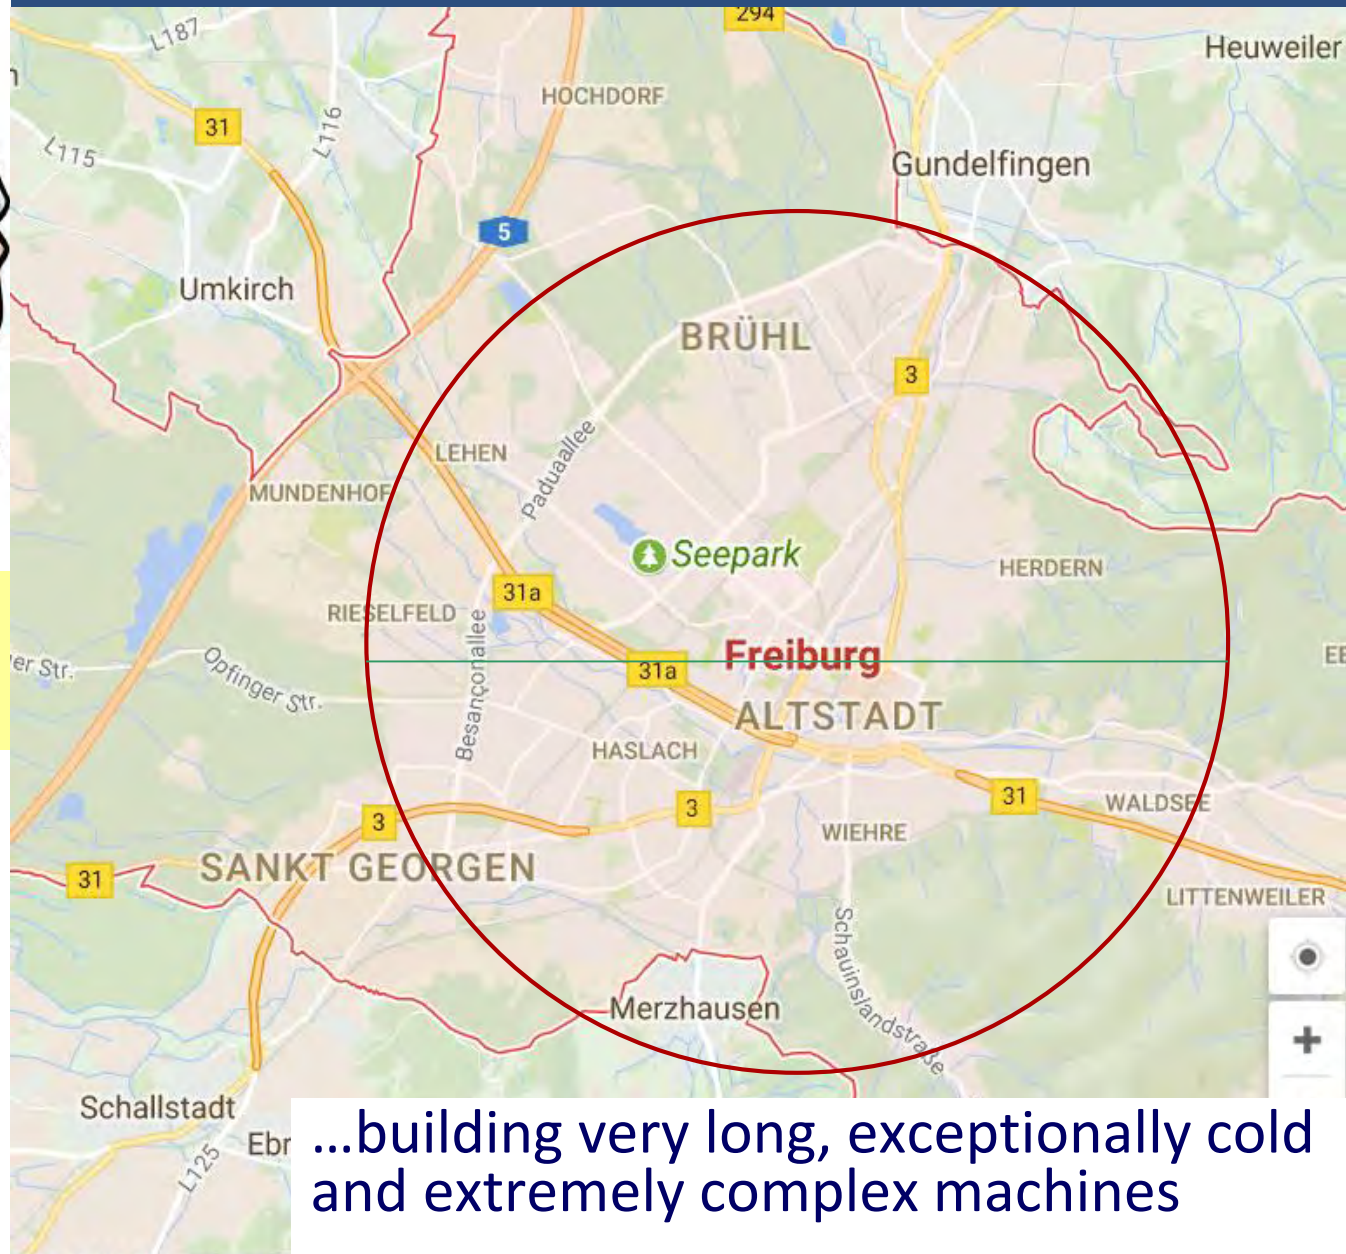 294
L187
Heuweiler
HOCHDORF
31
L116
L115
Gundelfingen
5
Umkirch
BRÜHL
3
LEHEN
Paduaallee
MUNDENHOF
Seepark
HERDERN
31a
RIESELFELD
Besançonallee
er Str.
Opfinger Str.
Freiburg
31a
ALTSTADT
HASLACH
31
WALDSEE
3
3
WIEHRE
SANKT GEORGEN
31
LITTENWEILER
Schauinslandstraße
Merzhausen
Schallstadt
Ebr
L125
...building very long, exceptionally cold
and extremely complex machines